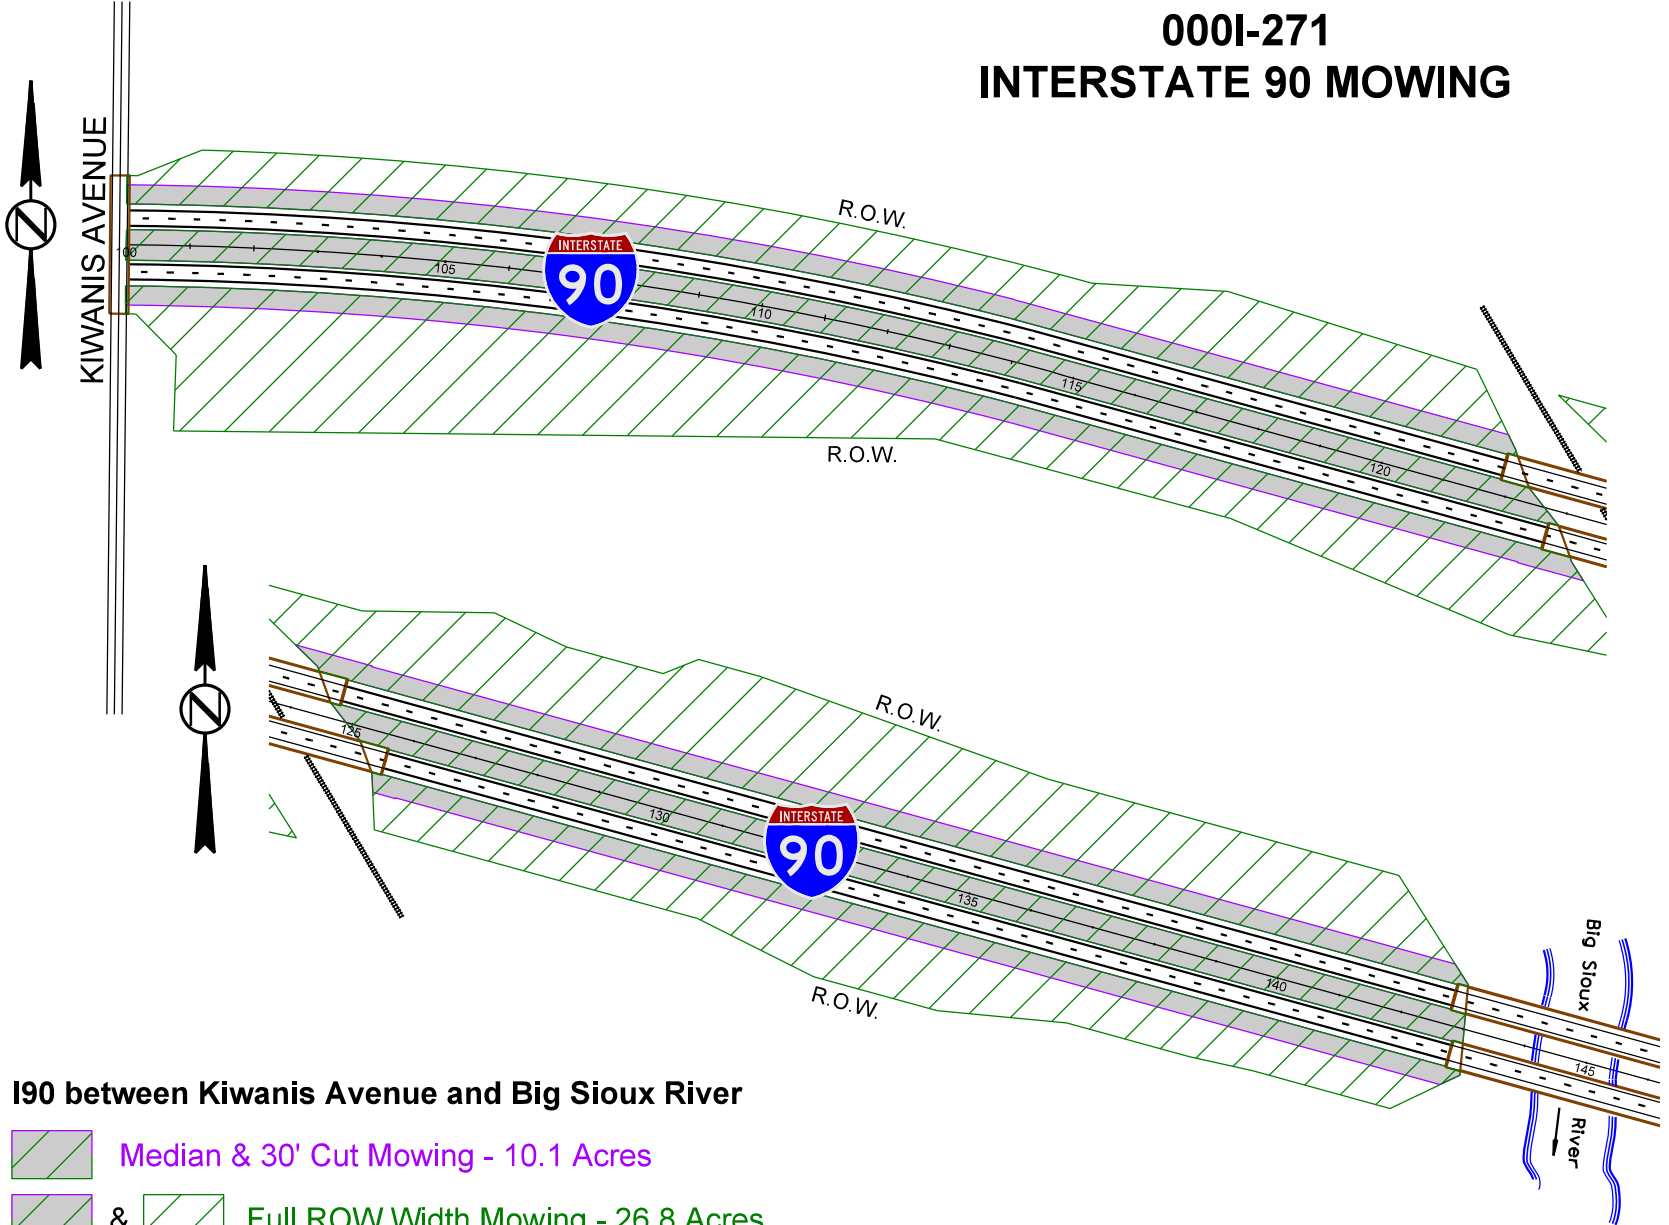 000I-271
INTERSTATE 90 MOWING
KIWANIS AVENUE
N
R.O.W.
100
105
INTERSTATE
90
110
115
120
R.O.W.
N
R.O.W.
125
130
INTERSTATE
90
135
140
145
R.O.W.
Big Sioux
River
I90 between Kiwanis Avenue and Big Sioux River
Median & 30' Cut Mowing - 10.1 Acres
& Full ROW Width Mowing - 26.8 Acres